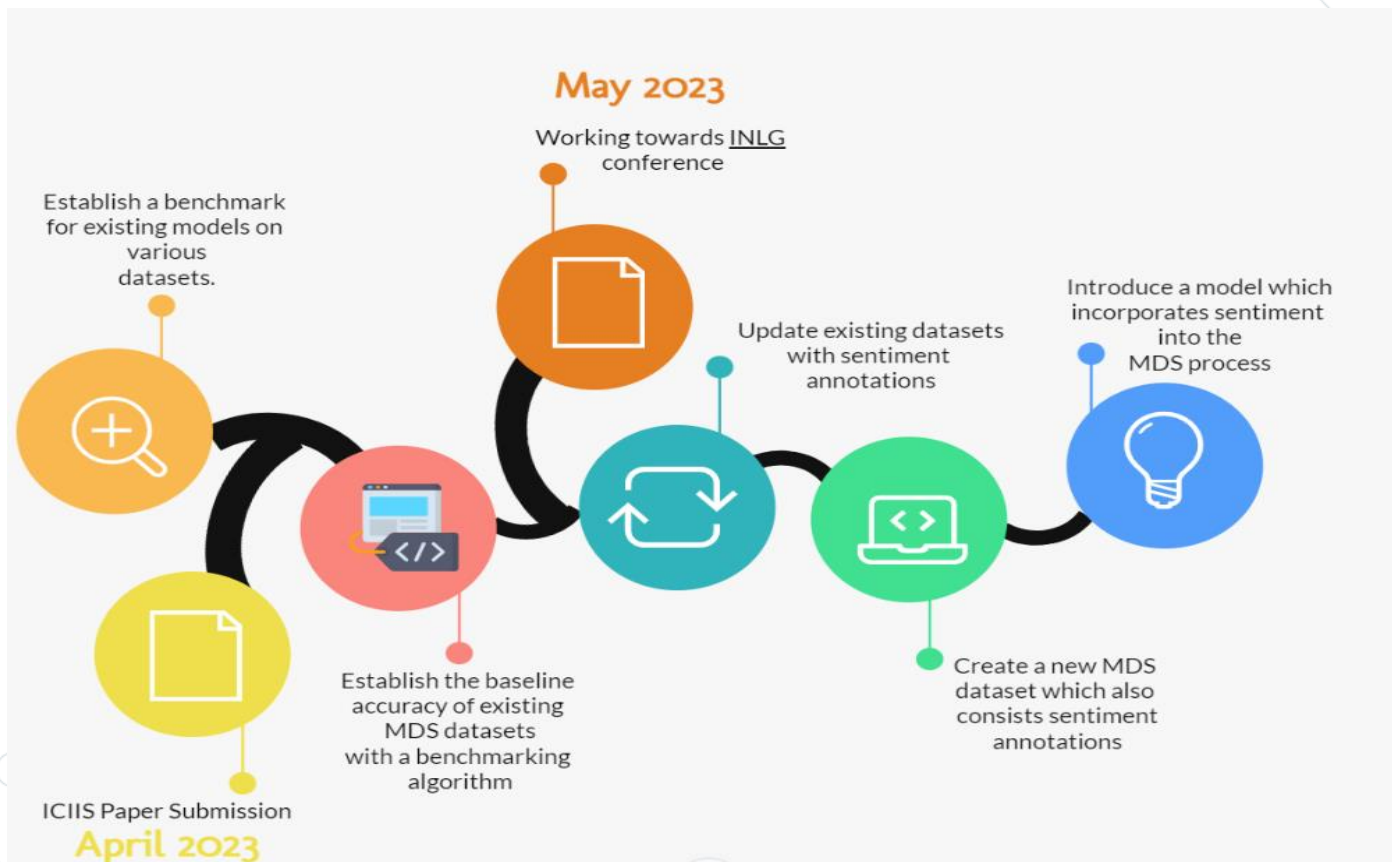 May 2023
Working towards INLG
conference
Establish a benchmark
for existing models on
various
datasets.
Introduce a model which
incorporates sentiment
into the
MDS process
Update existing datasets
with sentiment
annotations
</>
< >
Establish the baseline
accuracy of existing
MDS datasets
with a benchmarking
algorithm
Create a new MDS
dataset which also
consists sentiment
annotations
ICIIS Paper Submission
April 2023